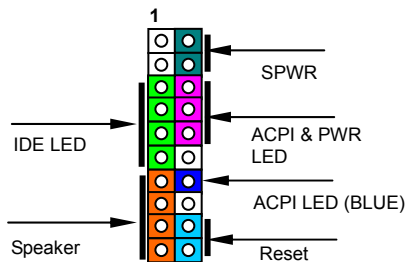 1
SPWR
IDE LED
ACPI & PWR
LED
ACPI LED (BLUE)
Speaker
Reset